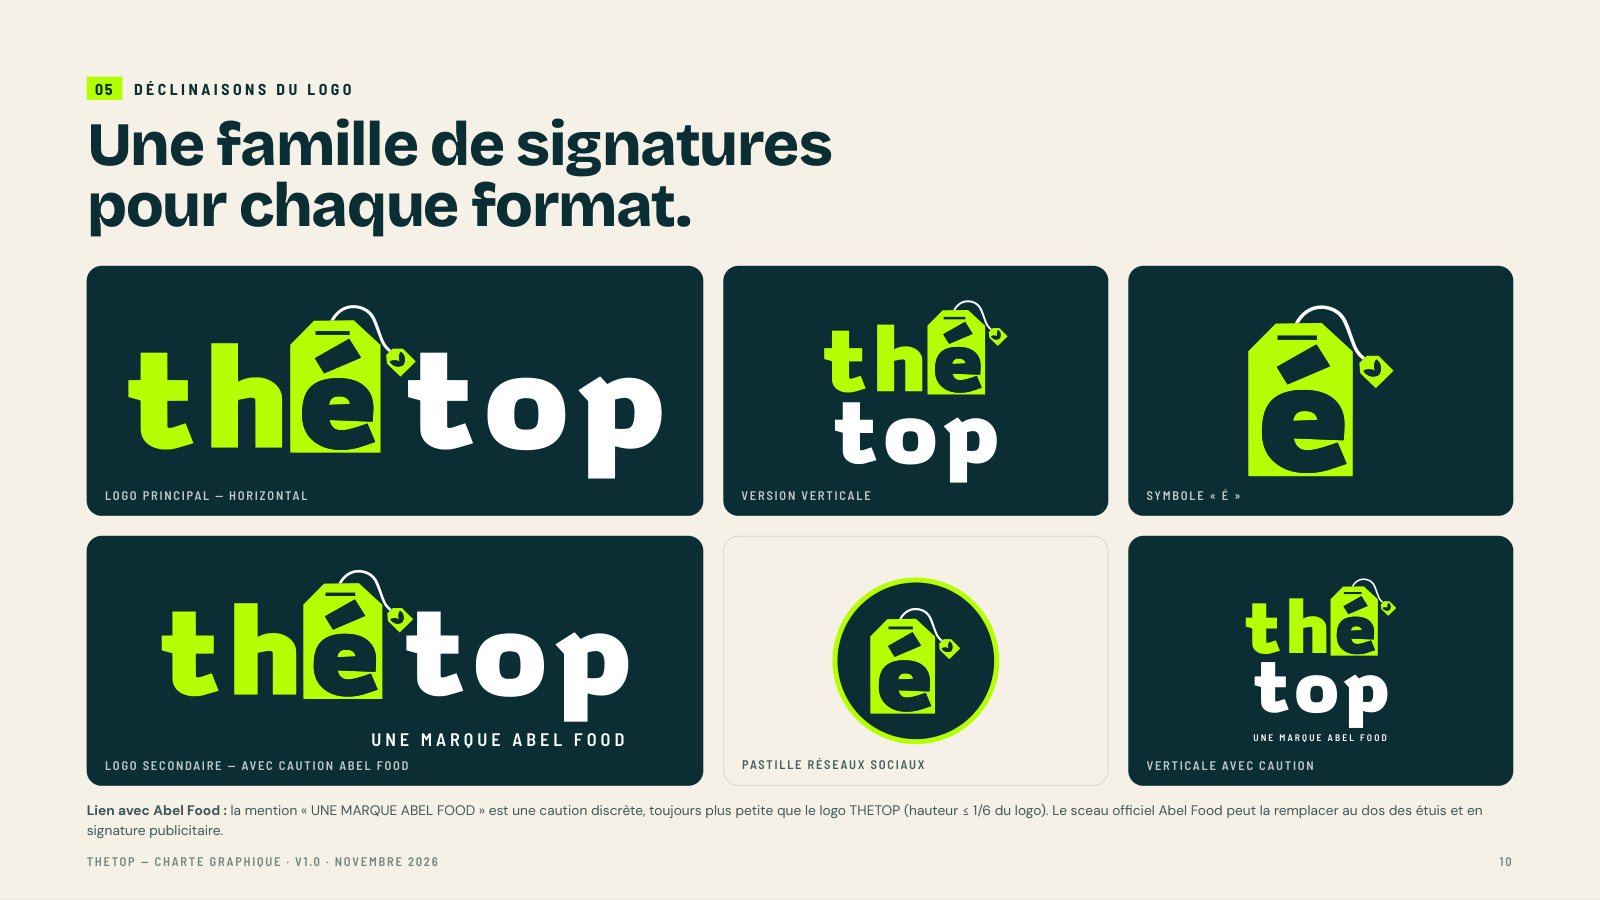 05 DÉCLINAISONS DU LOGO
Une famille de signatures
pour chaque format.
thétop
LOGO PRINCIPAL — HORIZONTAL
thé
top
VERSION VERTICALE
é
SYMBOLE « É »
thétop
UNE MARQUE ABEL FOOD
LOGO SECONDAIRE — AVEC CAUTION ABEL FOOD
é
PASTILLE RÉSEAUX SOCIAUX
thé
top
UNE MARQUE ABEL FOOD
VERTICALE AVEC CAUTION
Lien avec Abel Food : la mention « UNE MARQUE ABEL FOOD » est une caution discrète, toujours plus petite que le logo THETOP (hauteur ≤ 1/6 du logo). Le sceau officiel Abel Food peut la remplacer au dos des étuis et en
signature publicitaire.
THETOP — CHARTE GRAPHIQUE · V1.0 · NOVEMBRE 2026
10